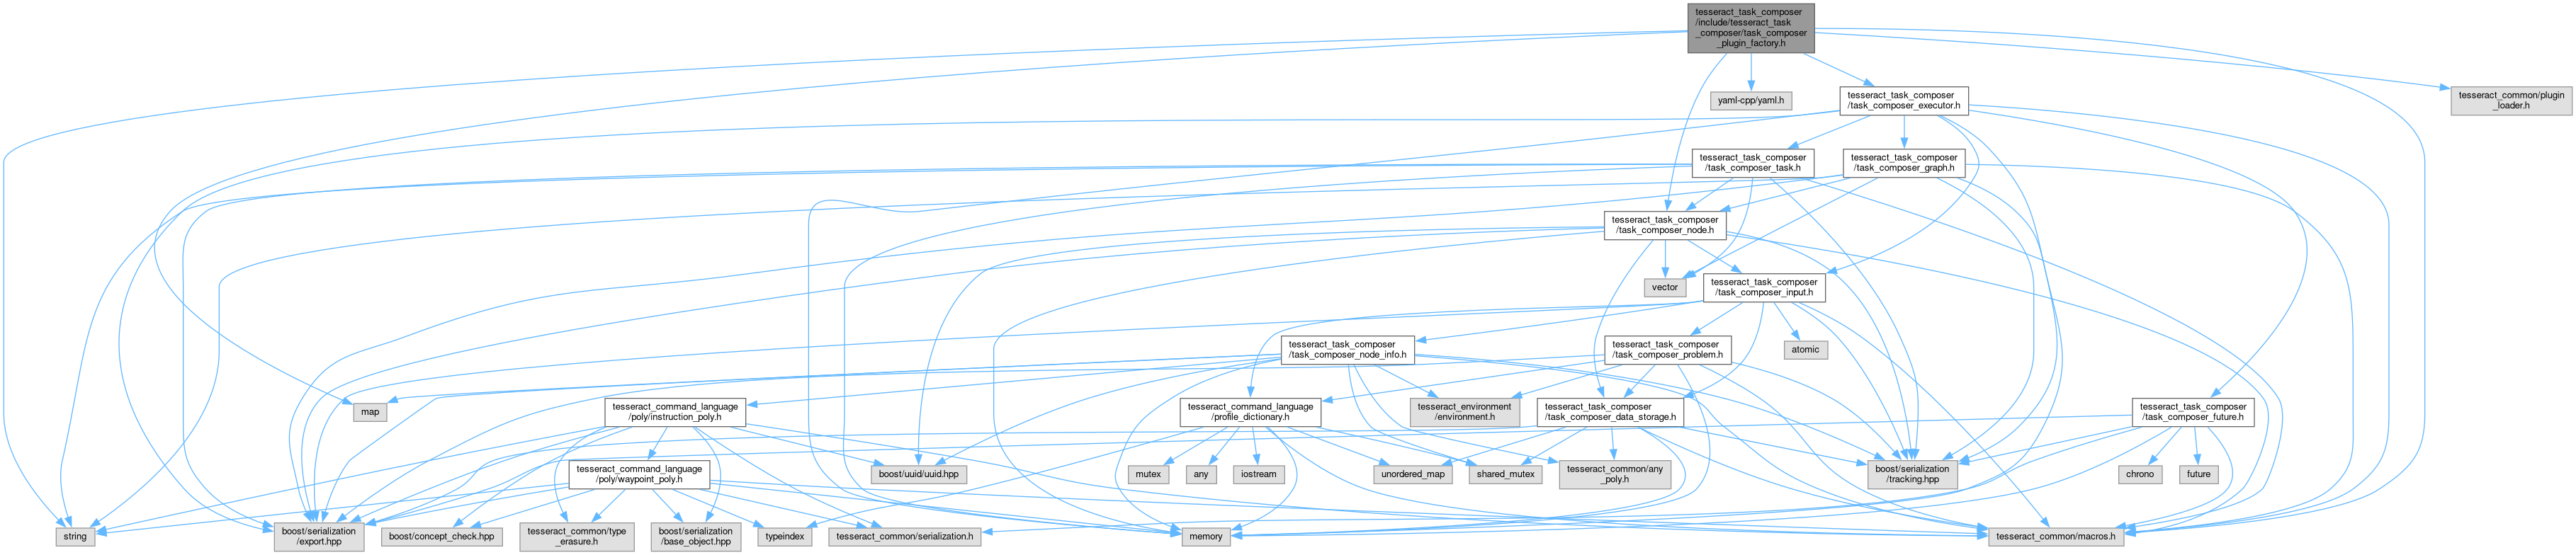 tesseract_task_composer
/include/tesseract_task
_composer/task_composer
_plugin_factory.h
yaml-cpp/yaml.h
tesseract_task_composer
/task_composer_executor.h
tesseract_common/plugin
_loader.h
tesseract_task_composer
/task_composer_task.h
tesseract_task_composer
/task_composer_graph.h
tesseract_task_composer
/task_composer_node.h
vector
tesseract_task_composer
/task_composer_input.h
tesseract_task_composer
/task_composer_node_info.h
tesseract_task_composer
/task_composer_problem.h
atomic
map
tesseract_command_language
/poly/instruction_poly.h
tesseract_command_language
/profile_dictionary.h
tesseract_environment
/environment.h
tesseract_task_composer
/task_composer_data_storage.h
tesseract_task_composer
/task_composer_future.h
tesseract_command_language
/poly/waypoint_poly.h
boost/uuid/uuid.hpp
mutex
any
iostream
unordered_map
shared_mutex
tesseract_common/any
_poly.h
boost/serialization
/tracking.hpp
chrono
future
string
boost/serialization
/export.hpp
boost/concept_check.hpp
tesseract_common/type
_erasure.h
boost/serialization
/base_object.hpp
typeindex
tesseract_common/serialization.h
memory
tesseract_common/macros.h